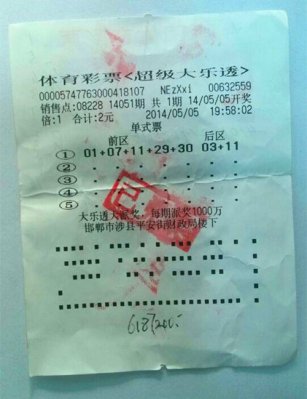 体育彩票<超级大乐透>
00005747763000418107 NEzXxi 00632559
销售点:08228 14051期 共 1期 14/05/05开奖
倍:1 合计:2元 2014/05/05 19:58:02
单式票
前区 后区
① 01+07+11+29+30 03+11
②
③
④
⑤
大乐透大派奖，每期派奖1000万
邯郸市涉县平安街财政局楼下